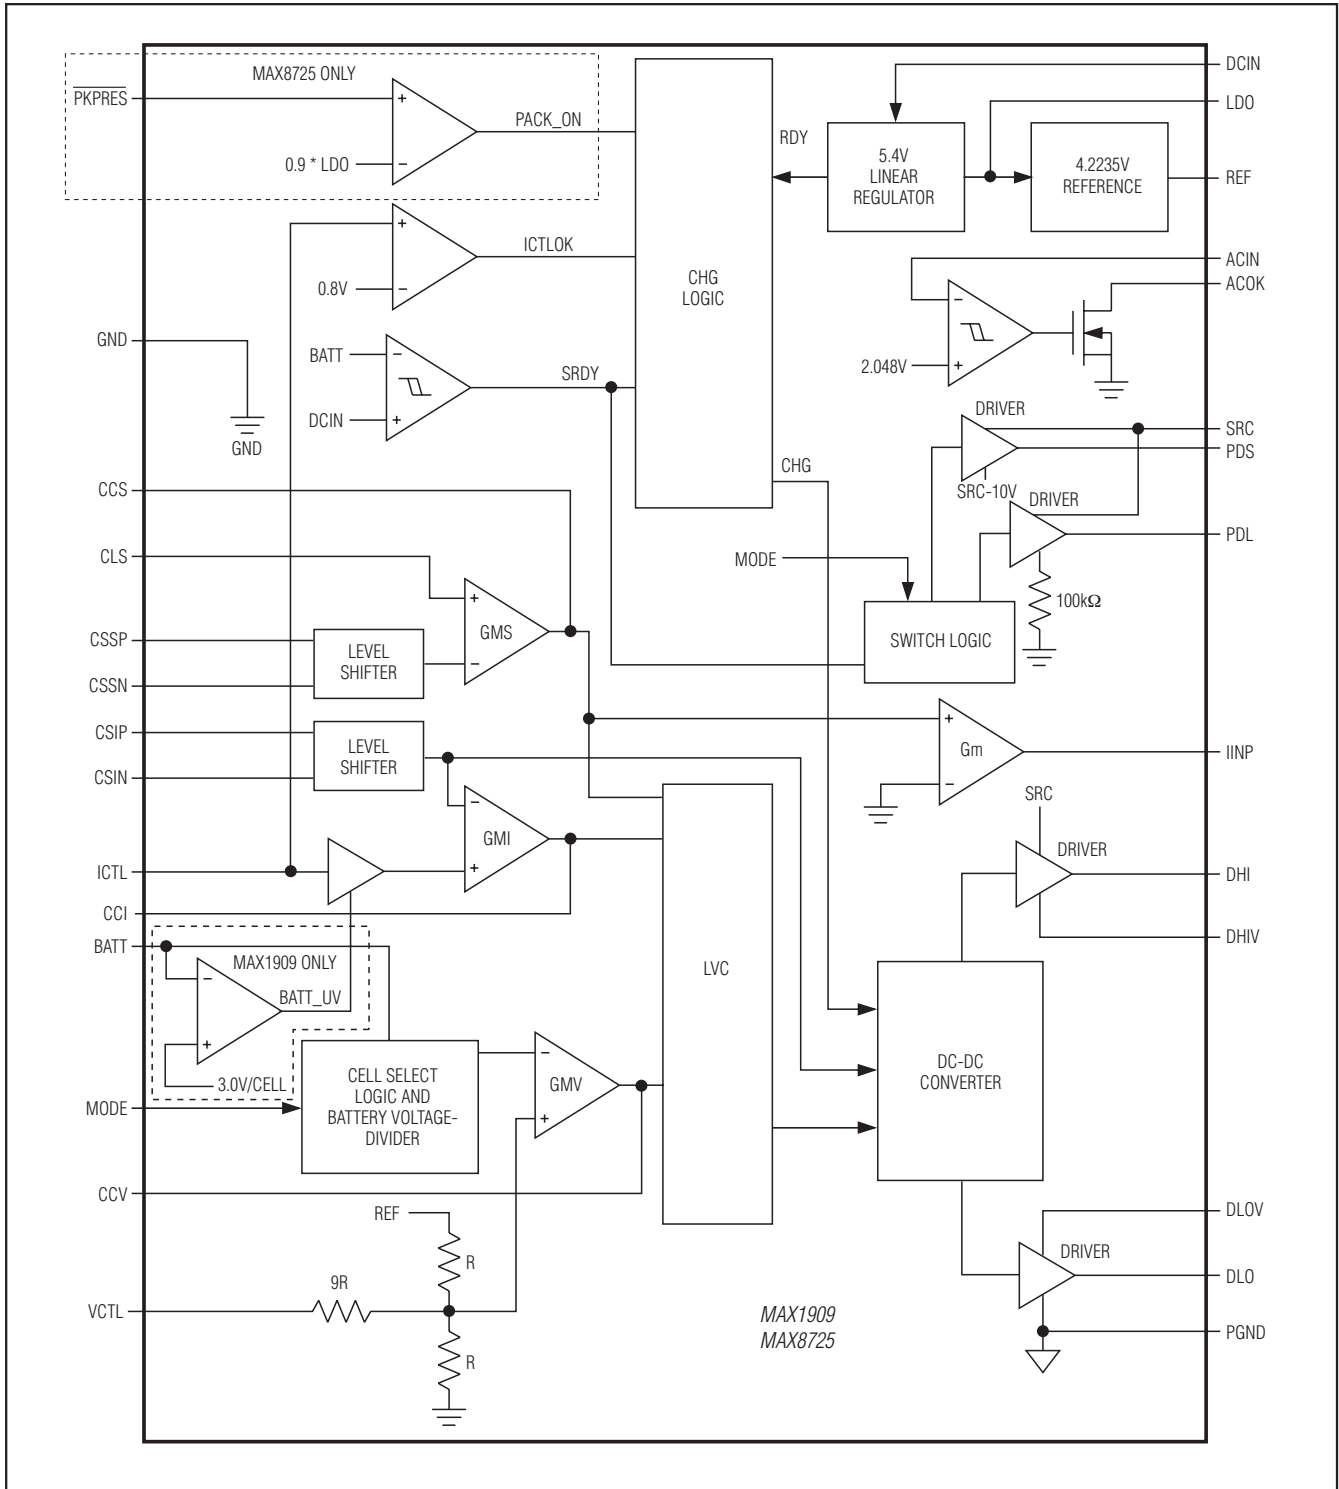 MAX8725 ONLY
PKPRES
+
PACK_ON
0.9 * LDO
−
+
ICTLOK
0.8V
−
BATT
−
SRDY
DCIN
+
GND
GND
CHG
LOGIC
RDY
CHG
5.4V
LINEAR
REGULATOR
4.2235V
REFERENCE
DCIN
LDO
REF
ACIN
ACOK
−
2.048V
+
DRIVER
SRC
PDS
SRC-10V
DRIVER
PDL
100kΩ
MODE
SWITCH LOGIC
CCS
CLS
+
GMS
−
CSSP
LEVEL
SHIFTER
CSSN
CSIP
LEVEL
SHIFTER
CSIN
−
GMI
+
ICTL
CCI
+
Gm
−
IINP
SRC
DRIVER
DHI
DHIV
BATT
MAX1909 ONLY
−
BATT_UV
+
3.0V/CELL
MODE
CELL SELECT
LOGIC AND
BATTERY VOLTAGE-
DIVIDER
−
GMV
+
LVC
DC-DC
CONVERTER
CCV
REF
R
9R
VCTL
R
DLOV
DRIVER
DLO
PGND
MAX1909
MAX8725